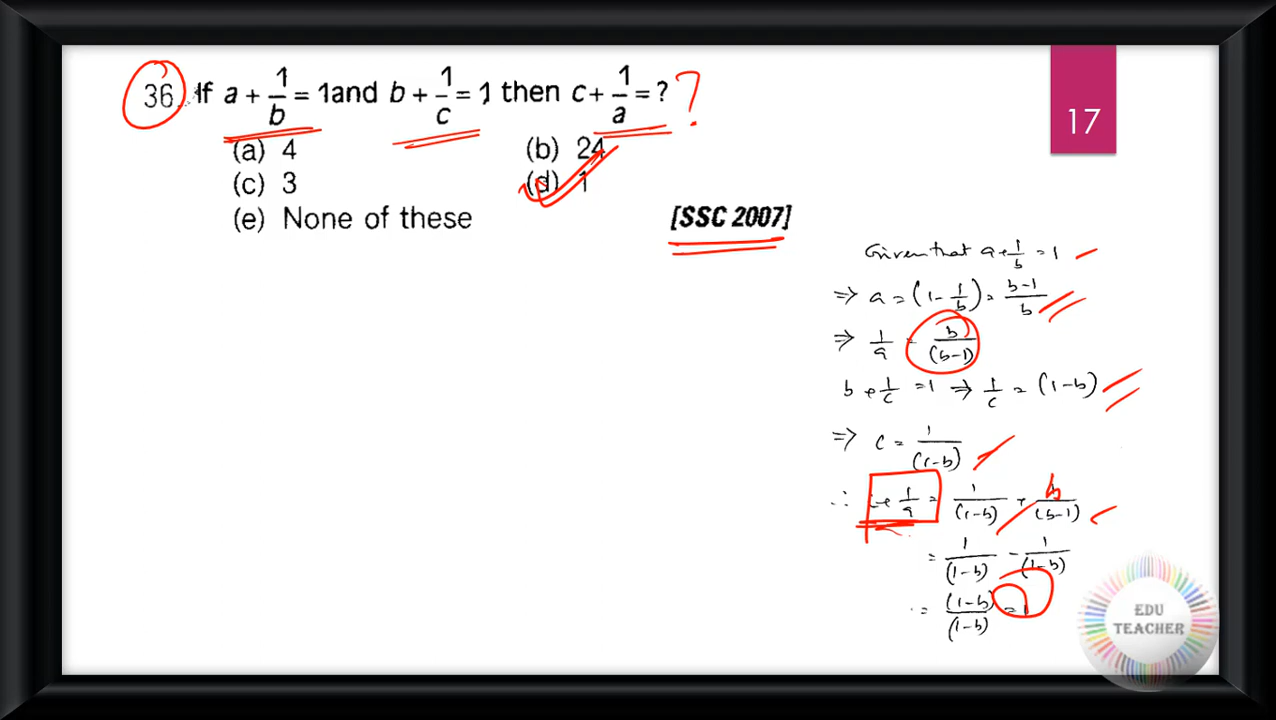 17
36. If a + 1/b = 1 and b + 1/c = 1 then c + 1/a = ? ?
(a) 4 (b) 24
(c) 3 (d) 1
(e) None of these [SSC 2007]
Given that a + 1/b = 1
⇒ a = (1 - 1/b) = b-1/b
⇒ 1/a = b/(b-1)
b + 1/c = 1 ⇒ 1/c = (1-b)
⇒ c = 1/(1-b)
∴ c + 1/a = 1/(1-b) + b/(b-1)
= 1/(1-b) - 1/(1-b)
= (1-b)/(1-b) = 1
EDU
TEACHER